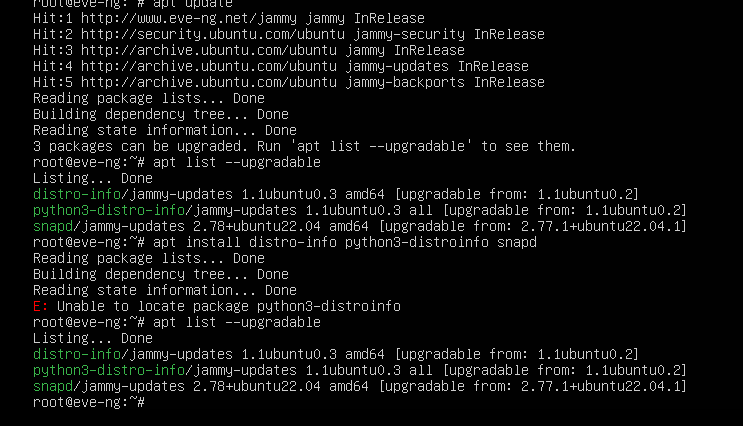 root@eve-ng:~# apt update
Hit:1 http://www.eve-ng.net/jammy jammy InRelease
Hit:2 http://security.ubuntu.com/ubuntu jammy-security InRelease
Hit:3 http://archive.ubuntu.com/ubuntu jammy InRelease
Hit:4 http://archive.ubuntu.com/ubuntu jammy-updates InRelease
Hit:5 http://archive.ubuntu.com/ubuntu jammy-backports InRelease
Reading package lists... Done
Building dependency tree... Done
Reading state information... Done
3 packages can be upgraded. Run 'apt list --upgradable' to see them.
root@eve-ng:~# apt list --upgradable
Listing... Done
distro-info/jammy-updates 1.1ubuntu0.3 amd64 [upgradable from: 1.1ubuntu0.2]
python3-distro-info/jammy-updates 1.1ubuntu0.3 all [upgradable from: 1.1ubuntu0.2]
snapd/jammy-updates 2.78+ubuntu22.04 amd64 [upgradable from: 2.77.1+ubuntu22.04.1]
root@eve-ng:~# apt install distro-info python3-distroinfo snapd
Reading package lists... Done
Building dependency tree... Done
Reading state information... Done
E: Unable to locate package python3-distroinfo
root@eve-ng:~# apt list --upgradable
Listing... Done
distro-info/jammy-updates 1.1ubuntu0.3 amd64 [upgradable from: 1.1ubuntu0.2]
python3-distro-info/jammy-updates 1.1ubuntu0.3 all [upgradable from: 1.1ubuntu0.2]
snapd/jammy-updates 2.78+ubuntu22.04 amd64 [upgradable from: 2.77.1+ubuntu22.04.1]
root@eve-ng:~#